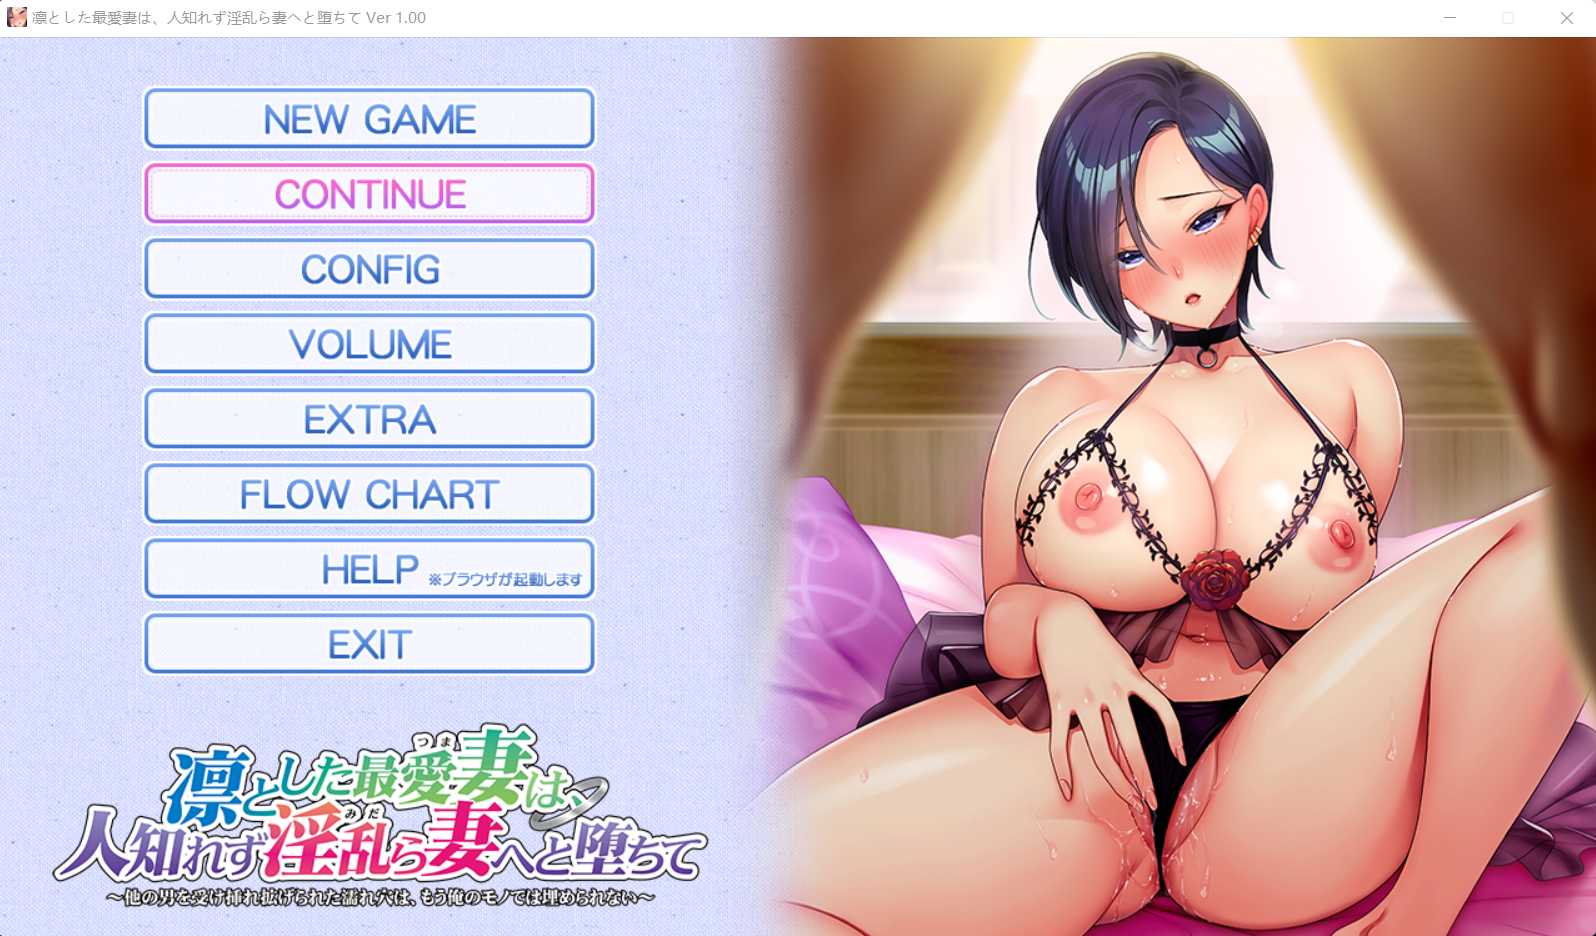 凛とした最愛妻は、人知れず淫乱ら妻へと堕ちて Ver 1.00
NEW GAME
CONTINUE
CONFIG
VOLUME
EXTRA
FLOW CHART
HELP ※ブラウザが起動します
EXIT
つま
凛とした最愛妻は、
みだ
人知れず淫乱ら妻へと堕ちて
～他の男を受け挿れ拡げられた濡れ穴は、もう俺のモノでは埋められない～